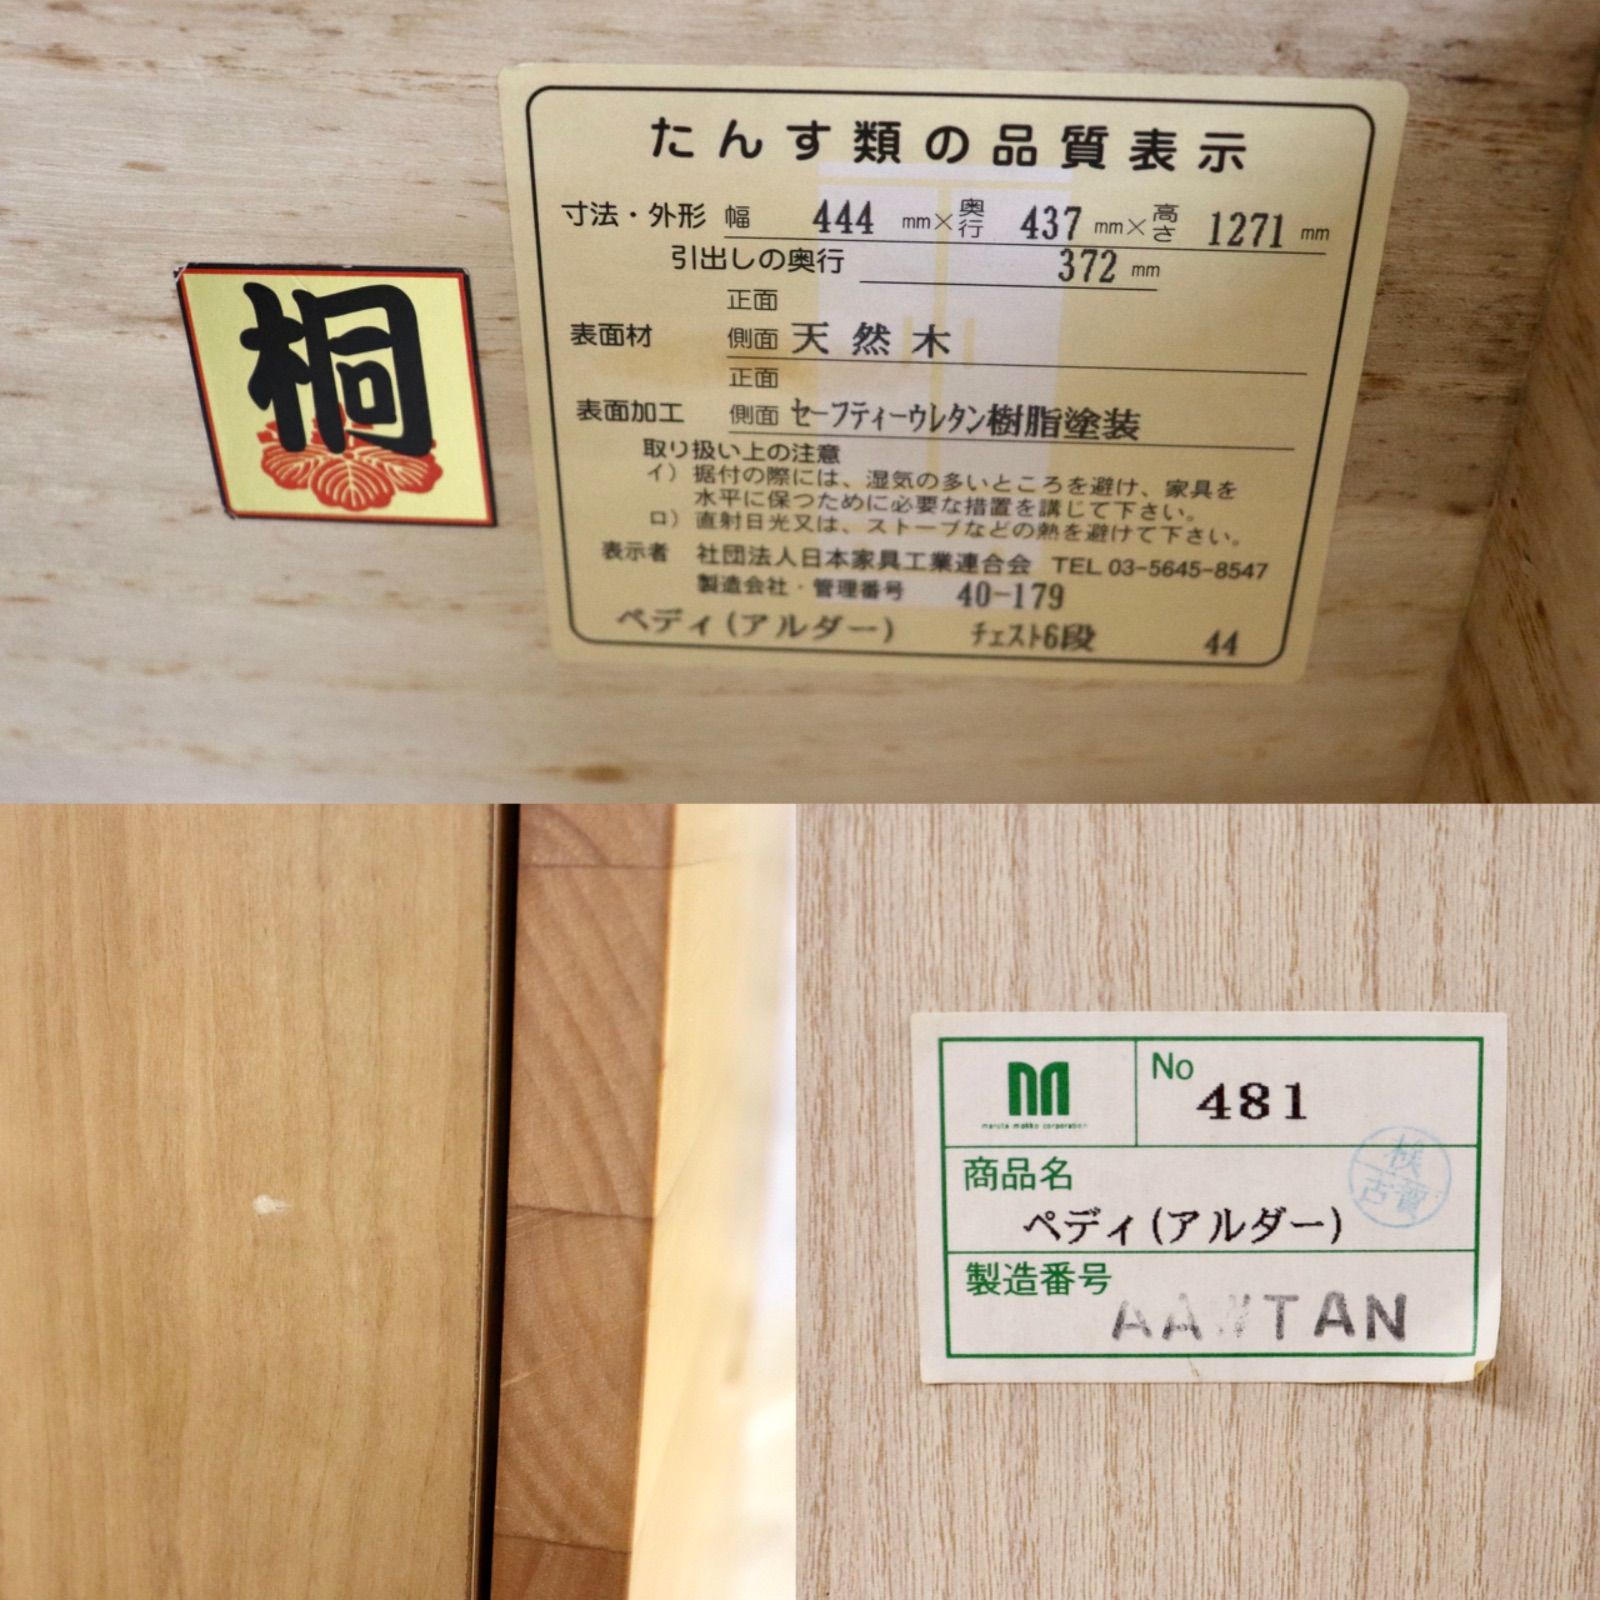 桐
たんす類の品質表示
寸法・外形 幅 444 mm×奥行 437 mm×高さ 1271 mm
引出しの奥行 372 mm
正面
表面材 側面 天然木
正面
表面加工 側面 セーフティーウレタン樹脂塗装
取り扱い上の注意
イ）据付の際には、湿気の多いところを避け、家具を
水平に保つために必要な措置を講じて下さい。
ロ）直射日光又は、ストーブなどの熱を避けて下さい。
表示者 社団法人日本家具工業連合会 TEL 03-5645-8547
製造会社・管理番号 40-179
ペディ(アルダー) チェスト6段 44
maruta mokko corporation
No 481
商品名
ペディ(アルダー)
製造番号
TAN